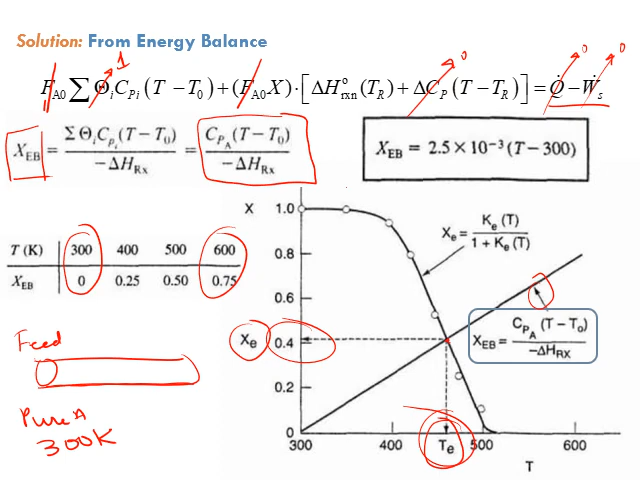 Solution: From Energy Balance
1 0 0 0
F_A0 ∑ Θ_i C_Pi (T − T_0) + (F_A0 X) · [ΔH°_rxn (T_R) + ΔC_P (T − T_R)] = Q̇ − Ẇ_s
X_EB = ΣΘ_i C_pi (T − T_0) / −ΔH_Rx = C_PA (T − T_0) / −ΔH_Rx
X_EB = 2.5 × 10⁻³ (T − 300)
T (K) 300 400 500 600
X_EB 0 0.25 0.50 0.75
X
1.0
0.8
0.6
X_e 0.4
0.2
0
300 400 T_e 500 600
T
X_e = K_e (T) / 1 + K_e (T)
X_EB = C_PA (T − T_o) / −ΔH_RX
Feed
Pure A
300K